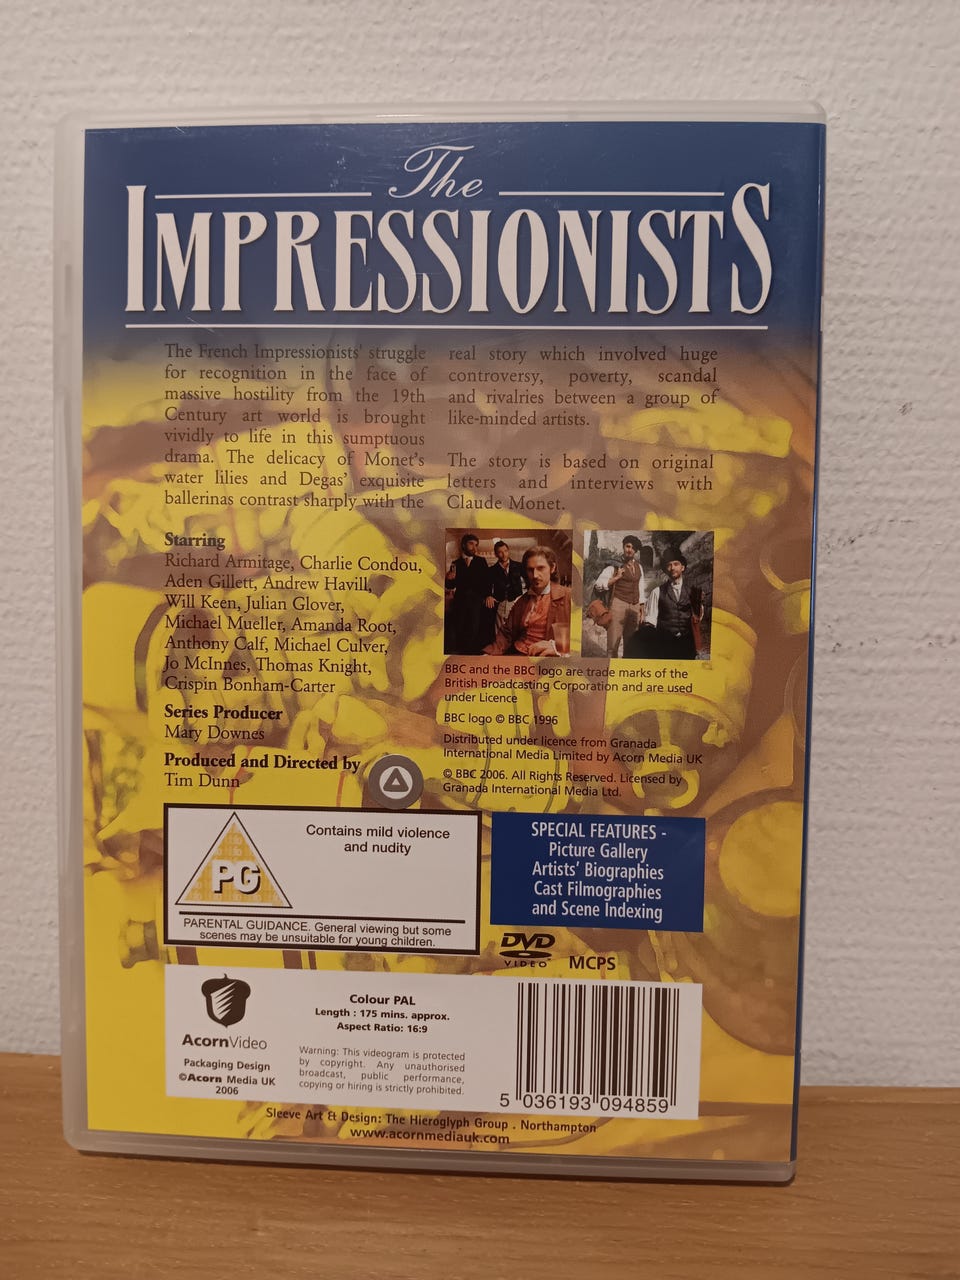 The
IMPRESSIONISTS
The French Impressionists' struggle
for recognition in the face of
massive hostility from the 19th
Century art world is brought
vividly to life in this sumptuous
drama. The delicacy of Monet's
water lilies and Degas' exquisite
ballerinas contrast sharply with the
real story which involved huge
controversy, poverty, scandal
and rivalries between a group of
like-minded artists.
The story is based on original
letters and interviews with
Claude Monet.
Starring
Richard Armitage, Charlie Condou,
Aden Gillett, Andrew Havill,
Will Keen, Julian Glover,
Michael Mueller, Amanda Root,
Anthony Calf, Michael Culver,
Jo McInnes, Thomas Knight,
Crispin Bonham-Carter
Series Producer
Mary Downes
Produced and Directed by
Tim Dunn
BBC and the BBC logo are trade marks of the
British Broadcasting Corporation and are used
under Licence
BBC logo © BBC 1996
Distributed under licence from Granada
International Media Limited by Acorn Media UK
© BBC 2006. All Rights Reserved. Licensed by
Granada International Media Ltd.
PG
Contains mild violence
and nudity
PARENTAL GUIDANCE. General viewing but some
scenes may be unsuitable for young children.
SPECIAL FEATURES -
Picture Gallery
Artists' Biographies
Cast Filmographies
and Scene Indexing
DVD
VIDEO™
MCPS
AcornVideo
Packaging Design
©Acorn Media UK
2006
Colour PAL
Length : 175 mins. approx.
Aspect Ratio: 16:9
Warning: This videogram is protected
by copyright. Any unauthorised
broadcast, public performance,
copying or hiring is strictly prohibited.
5 036193 094859
Sleeve Art & Design: The Hieroglyph Group . Northampton
www.acornmediauk.com